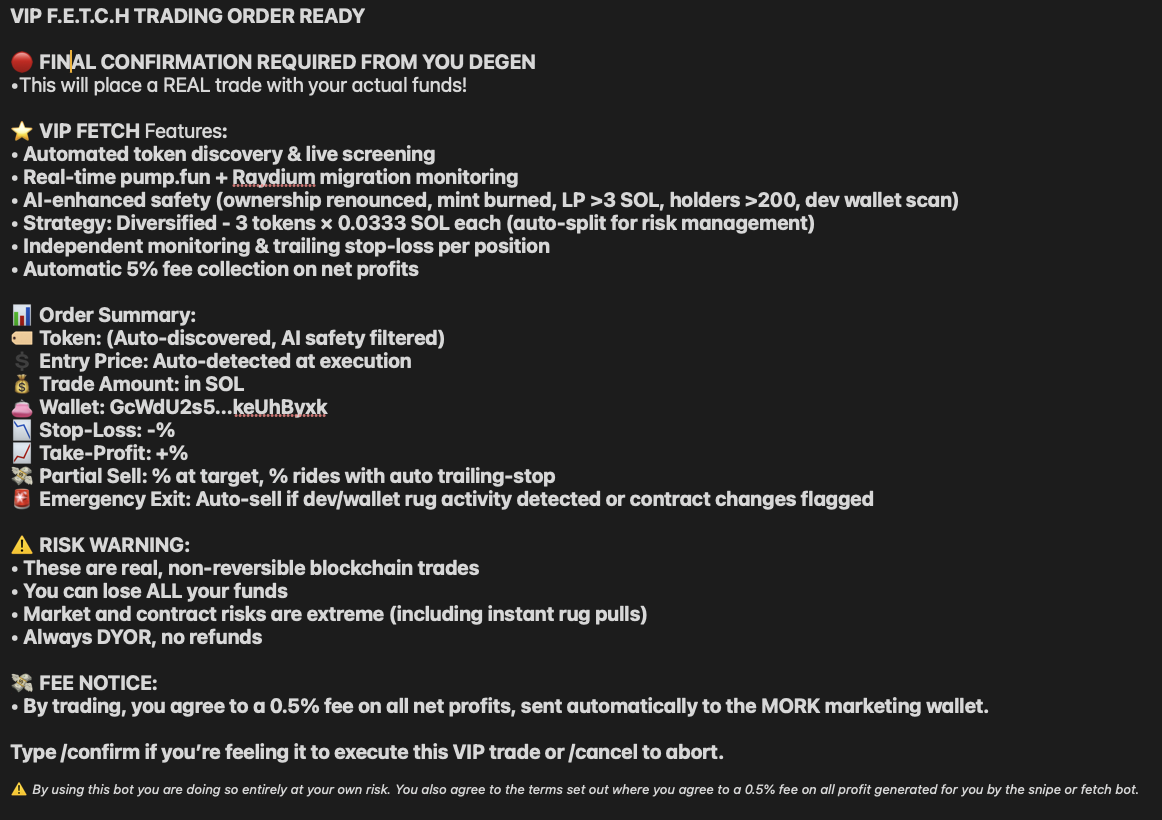 VIP F.E.T.C.H TRADING ORDER READY
🔴 FINAL CONFIRMATION REQUIRED FROM YOU DEGEN
•This will place a REAL trade with your actual funds!
⭐ VIP FETCH Features:
• Automated token discovery & live screening
• Real-time pump.fun + Raydium migration monitoring
• AI-enhanced safety (ownership renounced, mint burned, LP >3 SOL, holders >200, dev wallet scan)
• Strategy: Diversified - 3 tokens × 0.0333 SOL each (auto-split for risk management)
• Independent monitoring & trailing stop-loss per position
• Automatic 5% fee collection on net profits
📊 Order Summary:
🏷️ Token: (Auto-discovered, AI safety filtered)
💲 Entry Price: Auto-detected at execution
💰 Trade Amount: in SOL
👛 Wallet: GcWdU2s5...keUhByxk
📉 Stop-Loss: -%
📈 Take-Profit: +%
💸 Partial Sell: % at target, % rides with auto trailing-stop
🚨 Emergency Exit: Auto-sell if dev/wallet rug activity detected or contract changes flagged
⚠️ RISK WARNING:
• These are real, non-reversible blockchain trades
• You can lose ALL your funds
• Market and contract risks are extreme (including instant rug pulls)
• Always DYOR, no refunds
💸 FEE NOTICE:
• By trading, you agree to a 0.5% fee on all net profits, sent automatically to the MORK marketing wallet.
Type /confirm if you're feeling it to execute this VIP trade or /cancel to abort.
⚠️ By using this bot you are doing so entirely at your own risk. You also agree to the terms set out where you agree to a 0.5% fee on all profit generated for you by the snipe or fetch bot.